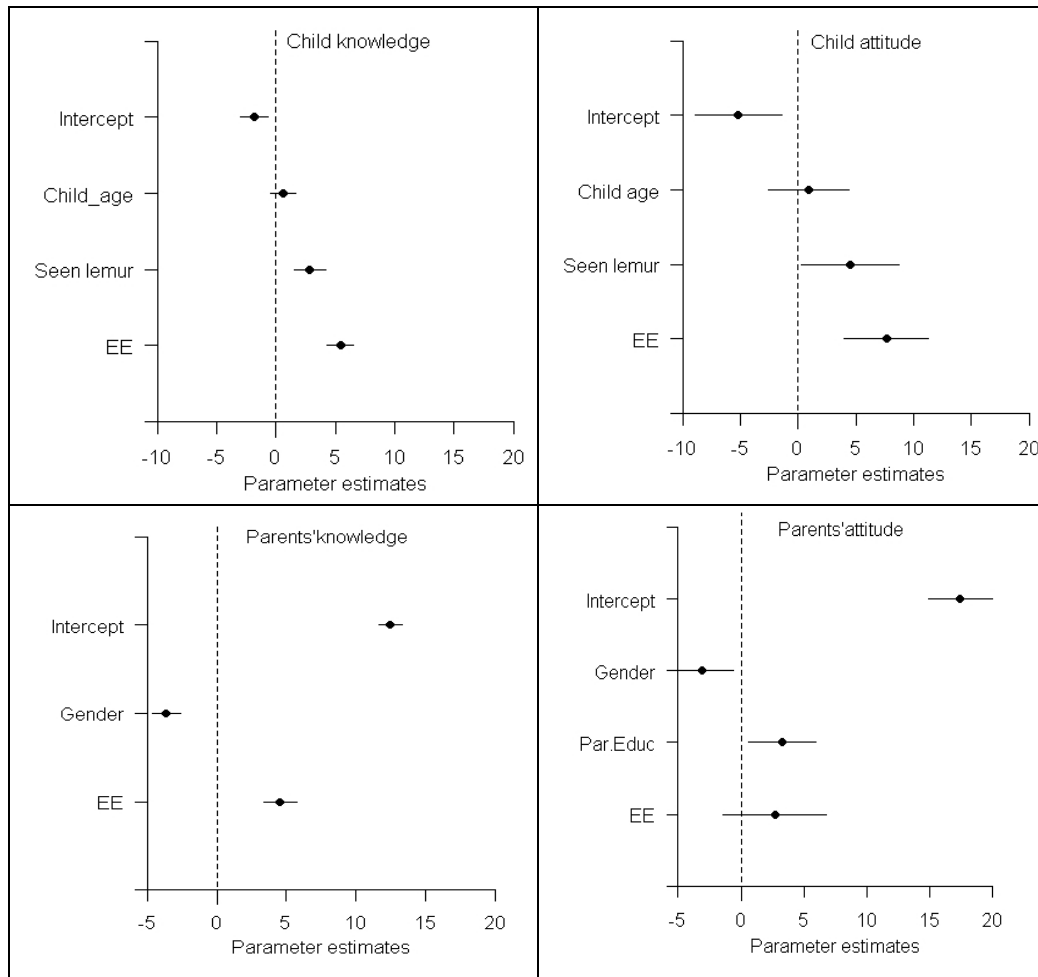 Child knowledge
Intercept
Child_age
Seen lemur
EE
-10 -5 0 5 10 15 20
Parameter estimates
Child attitude
Intercept
Child age
Seen lemur
EE
-10 -5 0 5 10 15 20
Parameter estimates
Parents'knowledge
Intercept
Gender
EE
-5 0 5 10 15 20
Parameter estimates
Parents'attitude
Intercept
Gender
Par.Educ
EE
-5 0 5 10 15 20
Parameter estimates